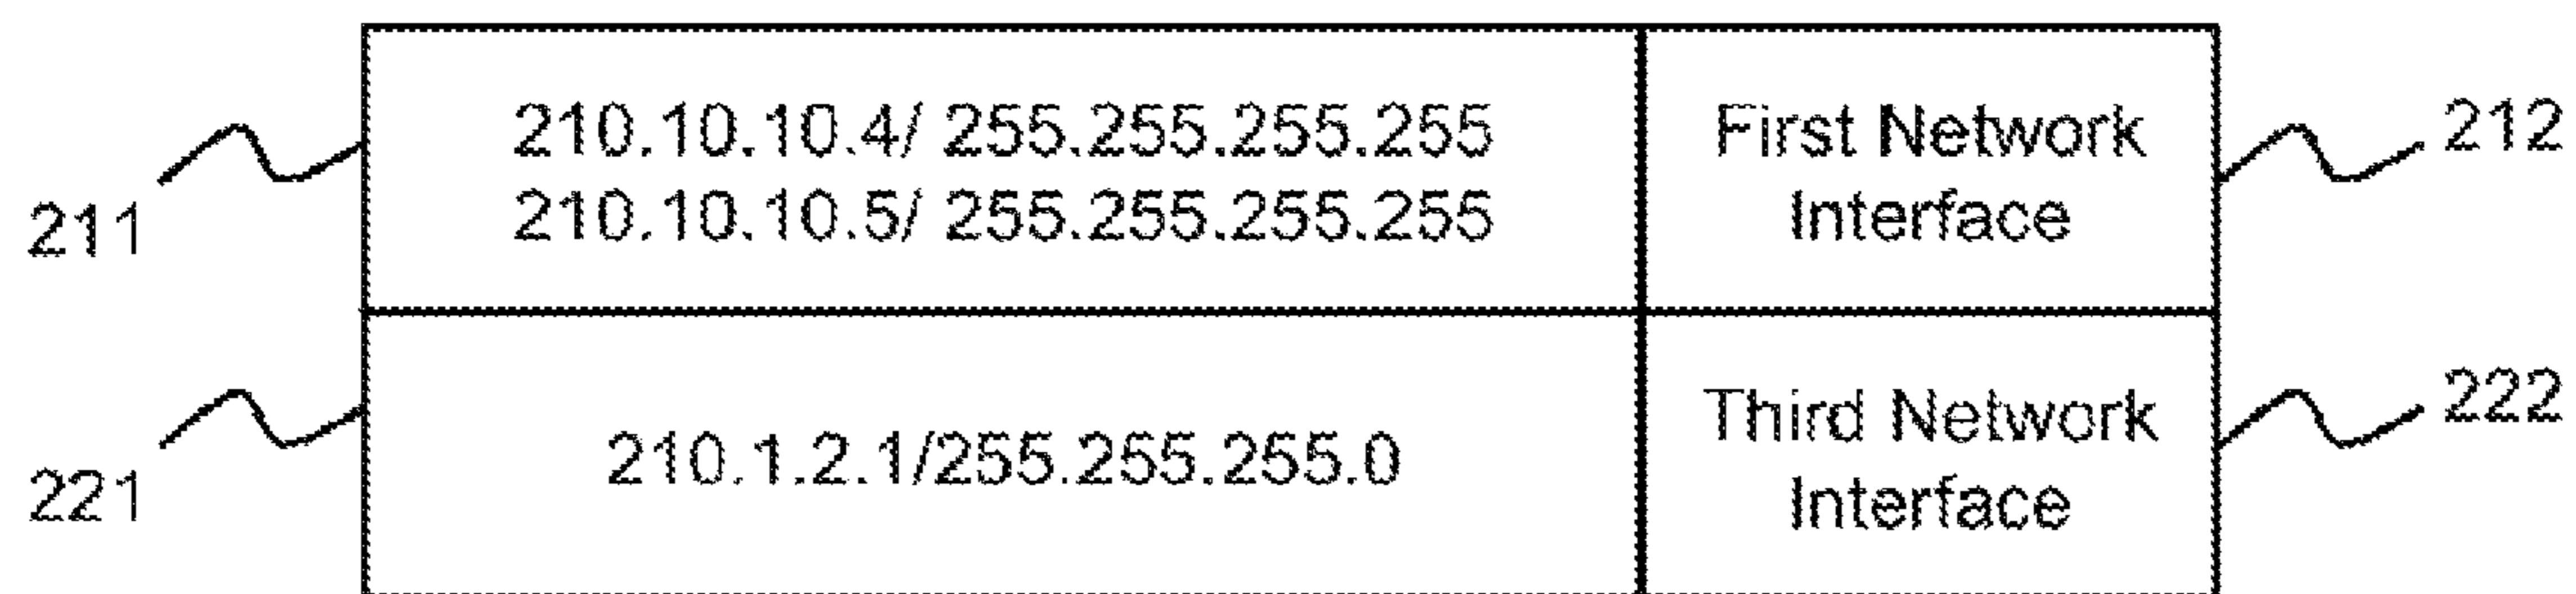 210.10.10.4/ 255.255.255.255
210.10.10.5/ 255.255.255.255
First Network
Interface
212
211
210.1.2.1/255.255.255.0
Third Network
Interface
222
221